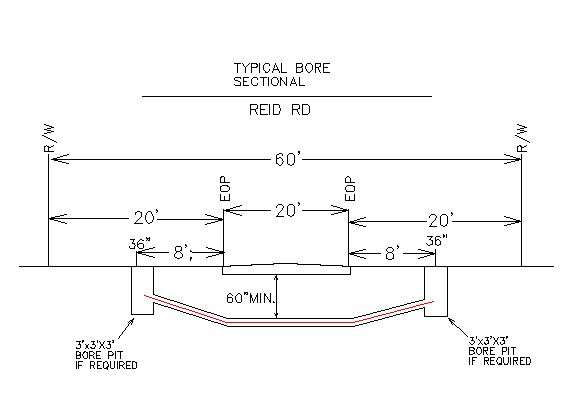 TYPICAL BORE
SECTIONAL
REID RD
R/W
R/W
60'
EOP
EOP
20'
20'
20'
36"
8';
8'
36"
60"MIN.
3'x3'X3'
BORE PIT
IF REQUIRED
3'x3'X3'
BORE PIT
IF REQUIRED